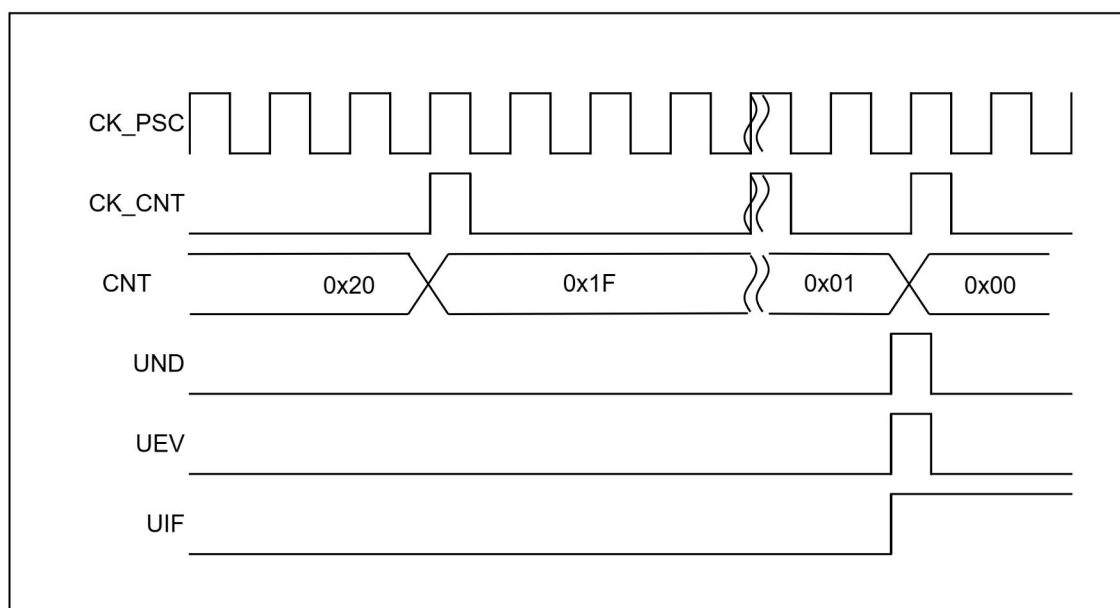 CK_PSC
CK_CNT
CNT 0x20 0x1F 0x01 0x00
UND
UEV
UIF